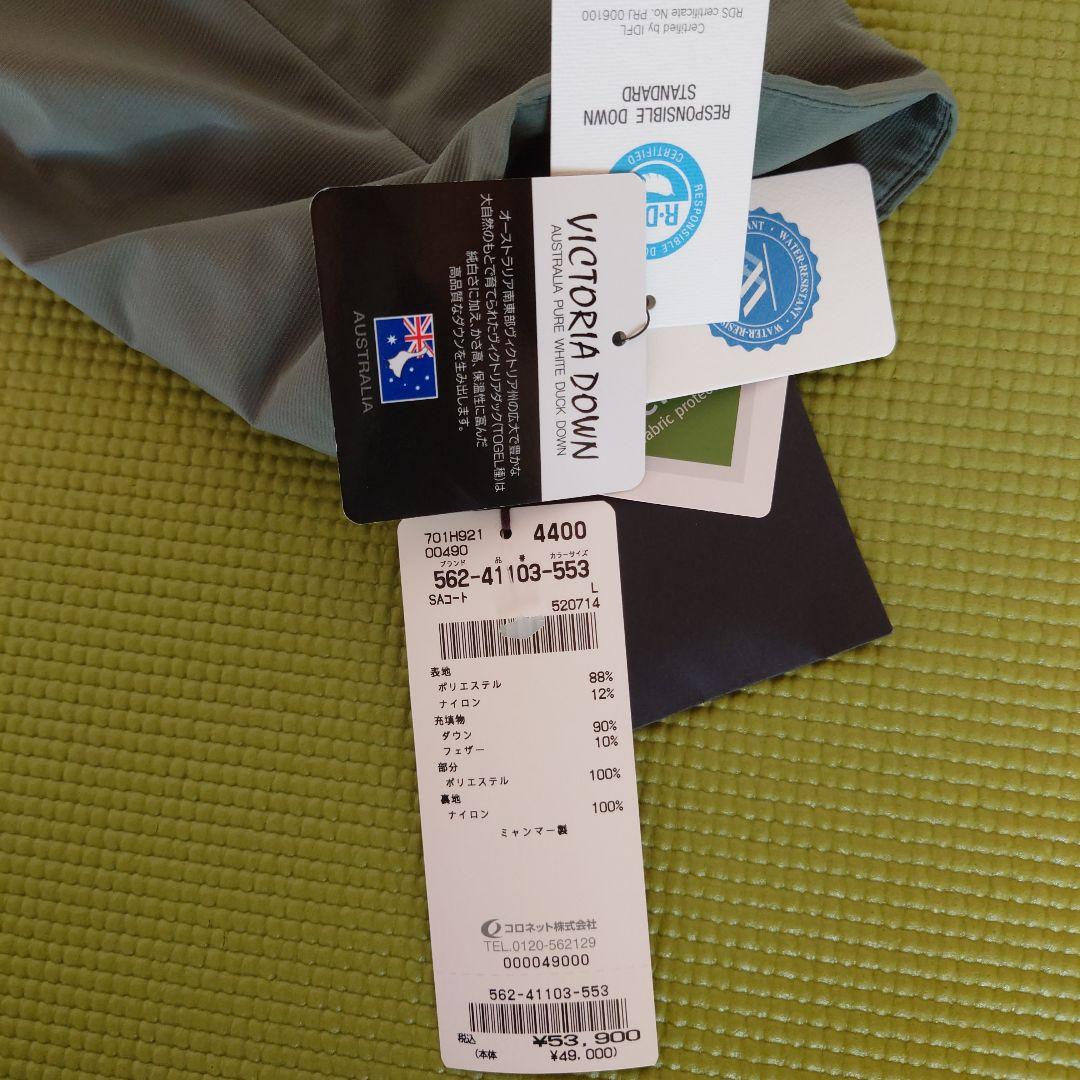 RDS certificate No. PRJ 006100
Certified by IDFL
RESPONSIBLE DOWN
STANDARD
RESPONSIBLE
CERTIFIED
R·D
WATER-RESISTANT
VICTORIA DOWN
AUSTRALIA PURE WHITE DUCK DOWN
オーストラリア南東部ヴィクトリア州の広大で豊かな
大自然のもとで育てられたヴィクトリアダック(TOGEL種)は
純白さに加え、かさ高、保温性に富んだ
高品質なダウンを生み出します。
AUSTRALIA
abric protec
701H921
4400
00490
ブランド 品番 カラーサイズ
562-41103-553
SAコート
L
520714
表地
ポリエステル 88%
ナイロン 12%
充填物
ダウン 90%
フェザー 10%
部分
ポリエステル 100%
裏地
ナイロン 100%
ミャンマー製
コロネット株式会社
TEL.0120-562129
000049000
562-41103-553
税込 ¥53,900
(本体 ¥49,000)